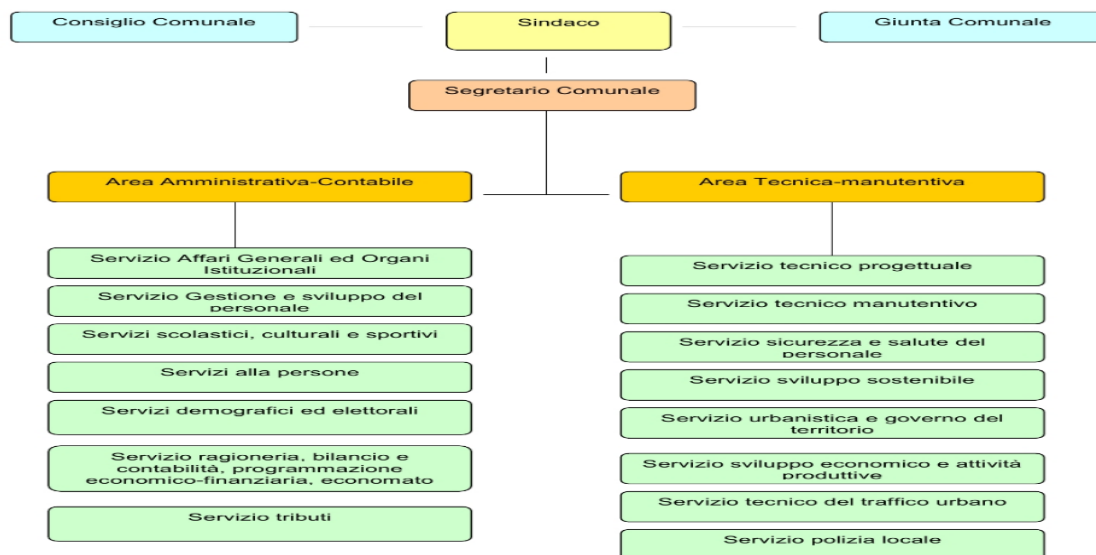 Consiglio Comunale
Sindaco
Giunta Comunale
Segretario Comunale
Area Amministrativa-Contabile
Area Tecnica-manutentiva
Servizio Affari Generali ed Organi
Istituzionali
Servizio Gestione e sviluppo del
personale
Servizi scolastici, culturali e sportivi
Servizi alla persone
Servizi demografici ed elettorali
Servizio ragioneria, bilancio e
contabilità, programmazione
economico-finanziaria, economato
Servizio tributi
Servizio tecnico progettuale
Servizio tecnico manutentivo
Servizio sicurezza e salute del
personale
Servizio sviluppo sostenibile
Servizio urbanistica e governo del
territorio
Servizio sviluppo economico e attività
produttive
Servizio tecnico del traffico urbano
Servizio polizia locale